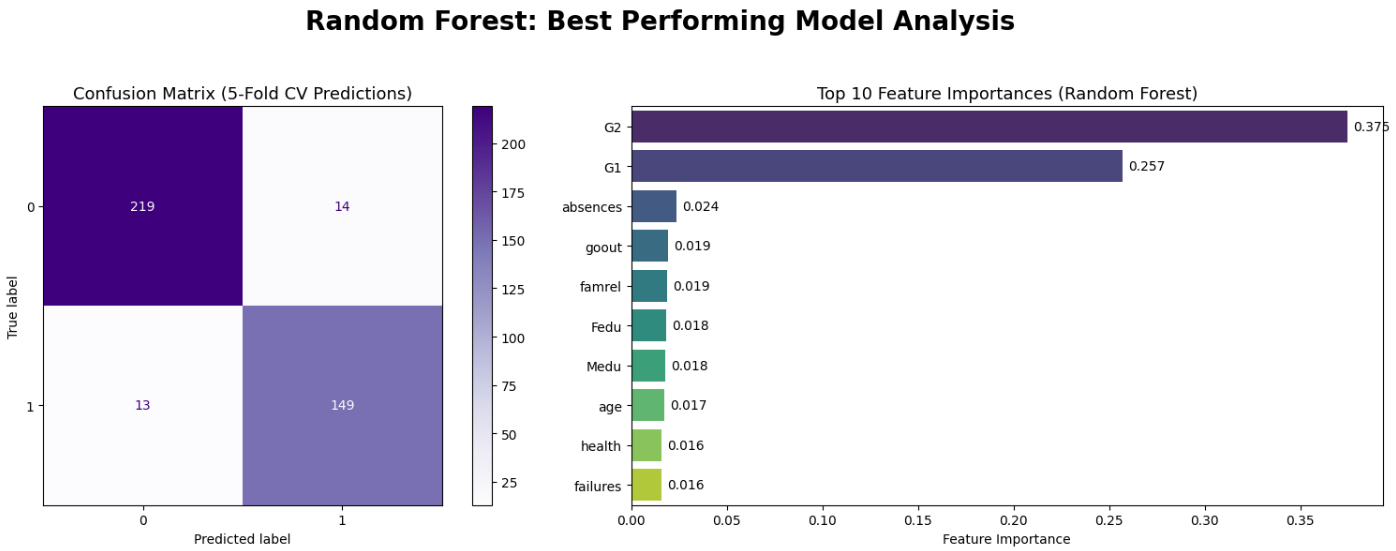 Random Forest: Best Performing Model Analysis
Confusion Matrix (5-Fold CV Predictions)
True label
0
1
219
14
13
149
0
1
Predicted label
200
175
150
125
100
75
50
25
Top 10 Feature Importances (Random Forest)
G2
0.375
G1
0.257
absences
0.024
goout
0.019
famrel
0.019
Fedu
0.018
Medu
0.018
age
0.017
health
0.016
failures
0.016
0.00
0.05
0.10
0.15
0.20
0.25
0.30
0.35
Feature Importance